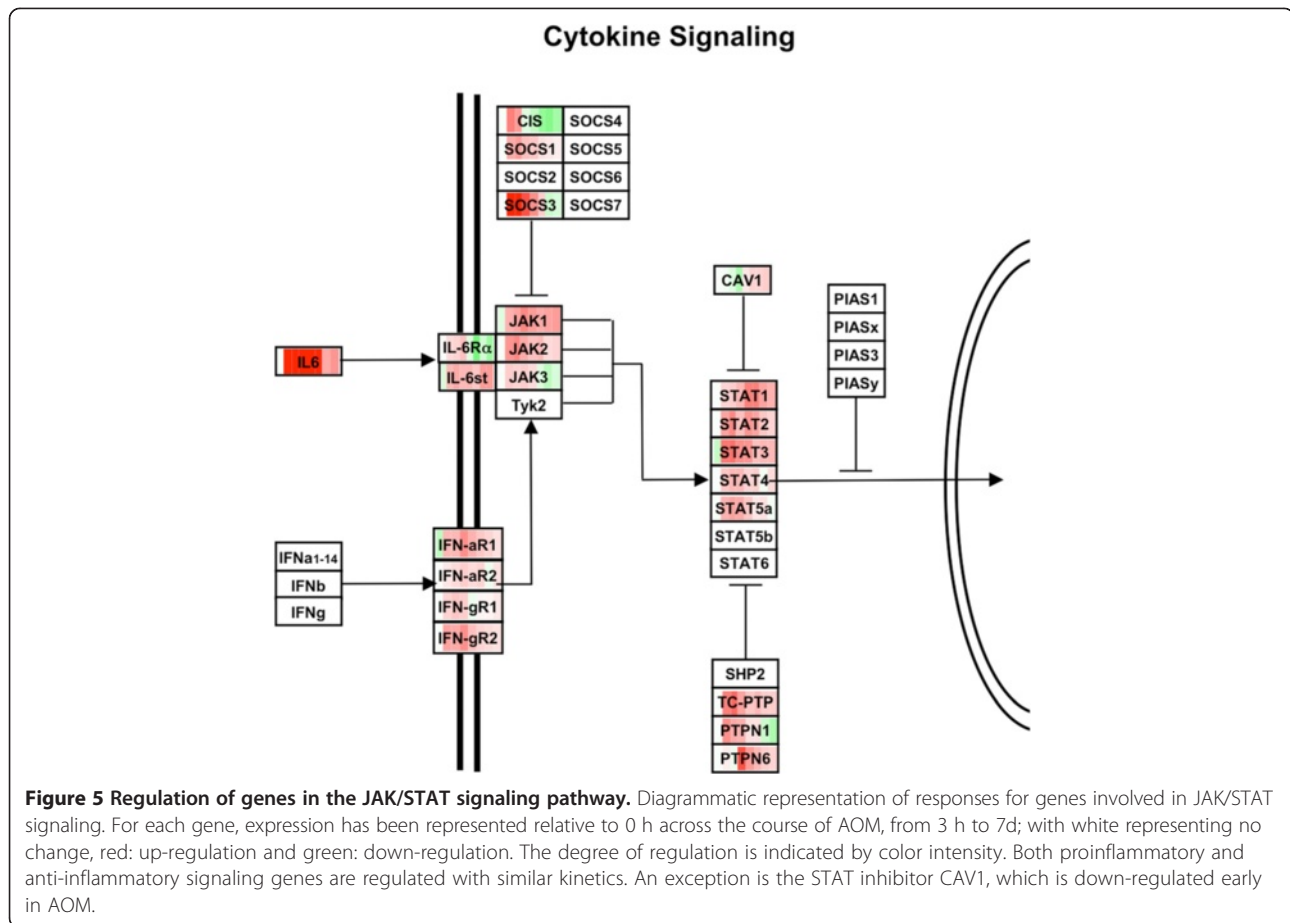 Cytokine Signaling
CIS SOCS4
SOCS1 SOCS5
SOCS2 SOCS6
SOCS3 SOCS7
CAV1
PIAS1
PIASx
PIAS3
PIASy
IL6
IL-6Rα
IL-6st
JAK1
JAK2
JAK3
Tyk2
STAT1
STAT2
STAT3
STAT4
STAT5a
STAT5b
STAT6
IFNa1-14
IFNb
IFNg
IFN-aR1
IFN-aR2
IFN-gR1
IFN-gR2
SHP2
TC-PTP
PTPN1
PTPN6
Figure 5 Regulation of genes in the JAK/STAT signaling pathway. Diagrammatic representation of responses for genes involved in JAK/STAT
signaling. For each gene, expression has been represented relative to 0 h across the course of AOM, from 3 h to 7d; with white representing no
change, red: up-regulation and green: down-regulation. The degree of regulation is indicated by color intensity. Both proinflammatory and
anti-inflammatory signaling genes are regulated with similar kinetics. An exception is the STAT inhibitor CAV1, which is down-regulated early
in AOM.